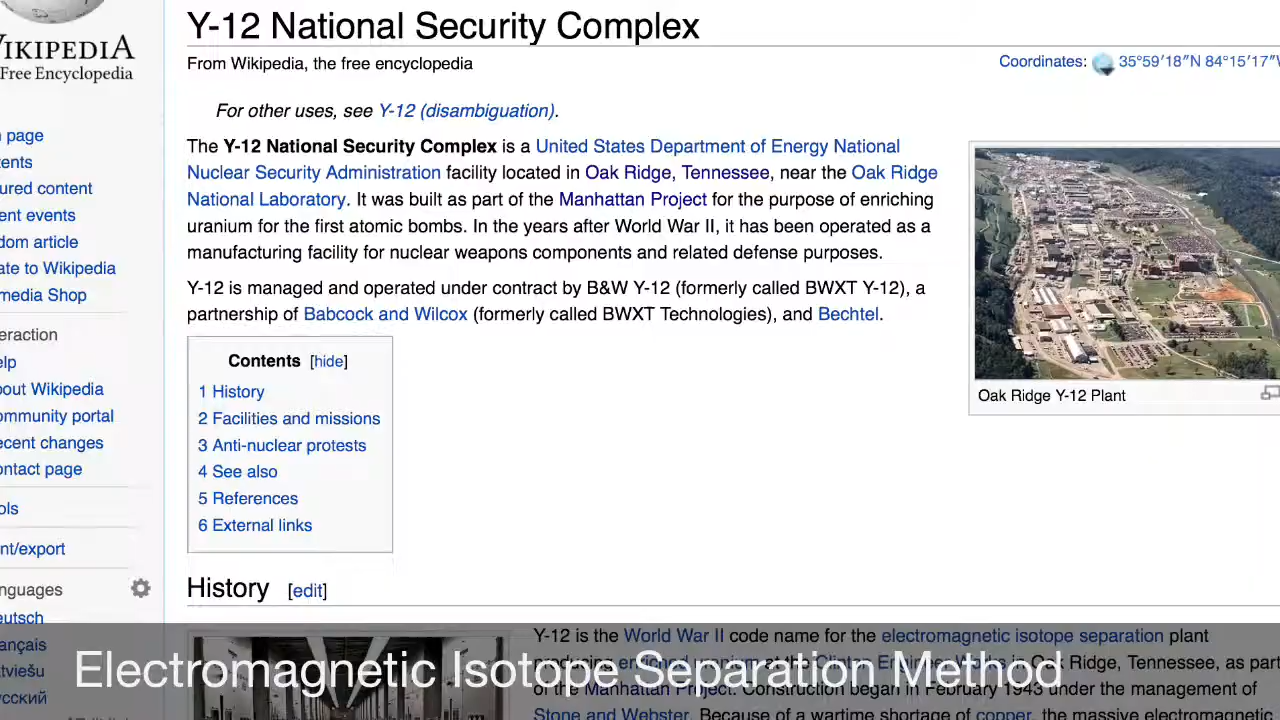 Y-12 National Security Complex
WIKIPEDIA
Free Encyclopedia
From Wikipedia, the free encyclopedia
Coordinates: 35°59′18″N 84°15′17″W
For other uses, see Y-12 (disambiguation).
The Y-12 National Security Complex is a United States Department of Energy National
Nuclear Security Administration facility located in Oak Ridge, Tennessee, near the Oak Ridge
National Laboratory. It was built as part of the Manhattan Project for the purpose of enriching
uranium for the first atomic bombs. In the years after World War II, it has been operated as a
manufacturing facility for nuclear weapons components and related defense purposes.
Y-12 is managed and operated under contract by B&W Y-12 (formerly called BWXT Y-12), a
partnership of Babcock and Wilcox (formerly called BWXT Technologies), and Bechtel.
Oak Ridge Y-12 Plant
page
ents
ured content
ent events
dom article
ate to Wikipedia
media Shop
eraction
elp
bout Wikipedia
ommunity portal
ecent changes
ontact page
ols
nt/export
nguages
eutsch
ançais
tviešu
усский
Contents [hide]
1 History
2 Facilities and missions
3 Anti-nuclear protests
4 See also
5 References
6 External links
History [edit]
Y-12 is the World War II code name for the electromagnetic isotope separation plant
Oak Ridge, Tennessee, as part
of the Manhattan Project. Construction began in February 1943 under the management of
Stone and Webster. Because of a wartime shortage of copper, the massive electromagnetic
Electromagnetic Isotope Separation Method